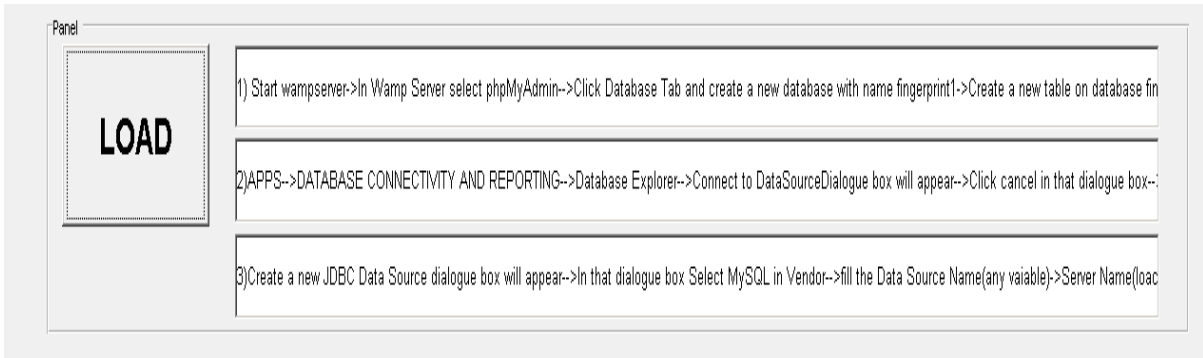 Panel
LOAD
1) Start wampserver->In Wamp Server select phpMyAdmin-->Click Database Tab and create a new database with name fingerprint1->Create a new table on database fin
2)APPS-->DATABASE CONNECTIVITY AND REPORTING-->Database Explorer-->Connect to DataSourceDialogue box will appear-->Click cancel in that dialogue box--
3)Create a new JDBC Data Source dialogue box will appear-->In that dialogue box Select MySQL in Vendor-->fill the Data Source Name(any vaiable)->Server Name(loac